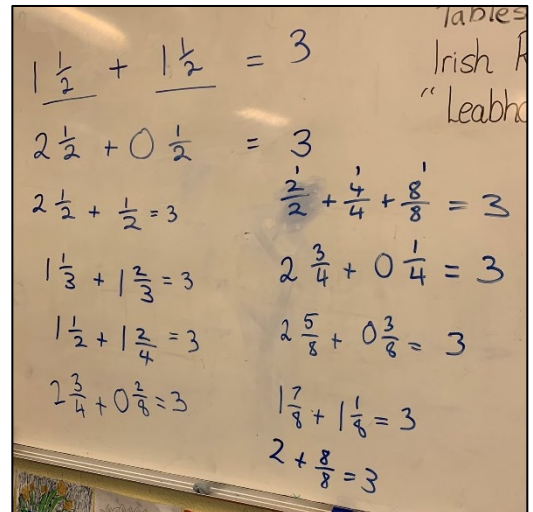 1 1/2 + 1 1/2 = 3
2 1/2 + 0 1/2 = 3
2 1/2 + 1/2 = 3
1 1/3 + 1 2/3 = 3
1 1/2 + 1 2/4 = 3
2 3/4 + 0 2/8 = 3
Tables
Irish R
" Leabha
1 1 1
2/2 + 4/4 + 8/8 = 3
2 3/4 + 0 1/4 = 3
2 5/8 + 0 3/8 = 3
1 7/8 + 1 1/8 = 3
2 + 8/8 = 3